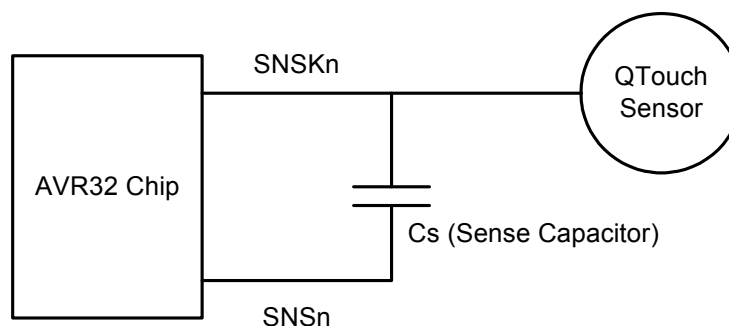 SNSKn
QTouch
Sensor
AVR32 Chip
Cs (Sense Capacitor)
SNSn